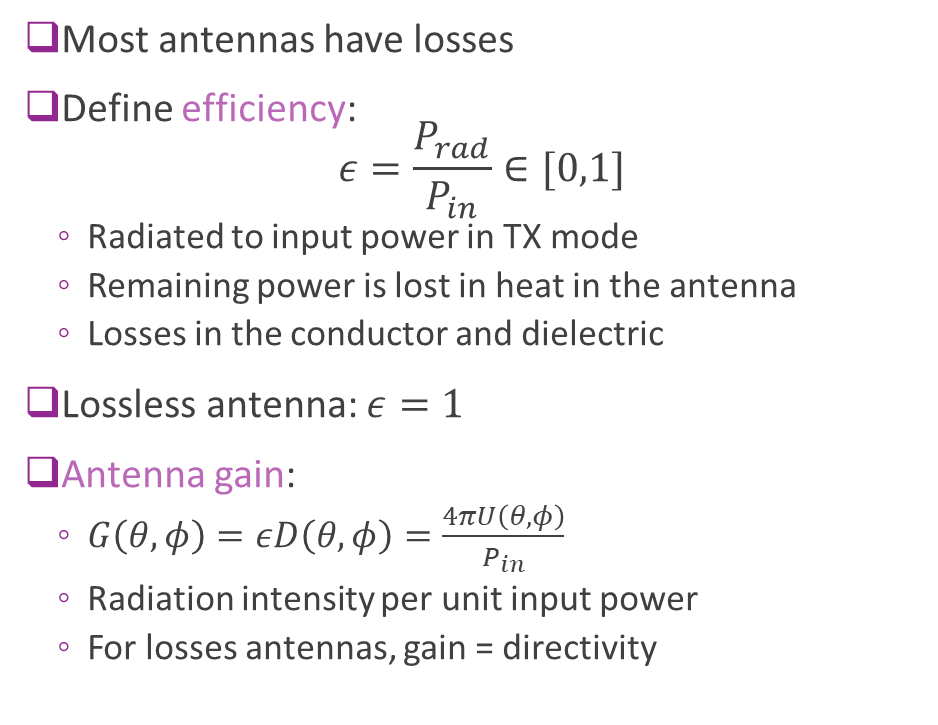 ❑Most antennas have losses
❑Define efficiency:
ϵ = P_rad / P_in ∈ [0,1]
◦ Radiated to input power in TX mode
◦ Remaining power is lost in heat in the antenna
◦ Losses in the conductor and dielectric
❑Lossless antenna: ϵ = 1
❑Antenna gain:
◦ G(θ, ϕ) = ϵD(θ, ϕ) = 4πU(θ,ϕ) / P_in
◦ Radiation intensity per unit input power
◦ For losses antennas, gain = directivity